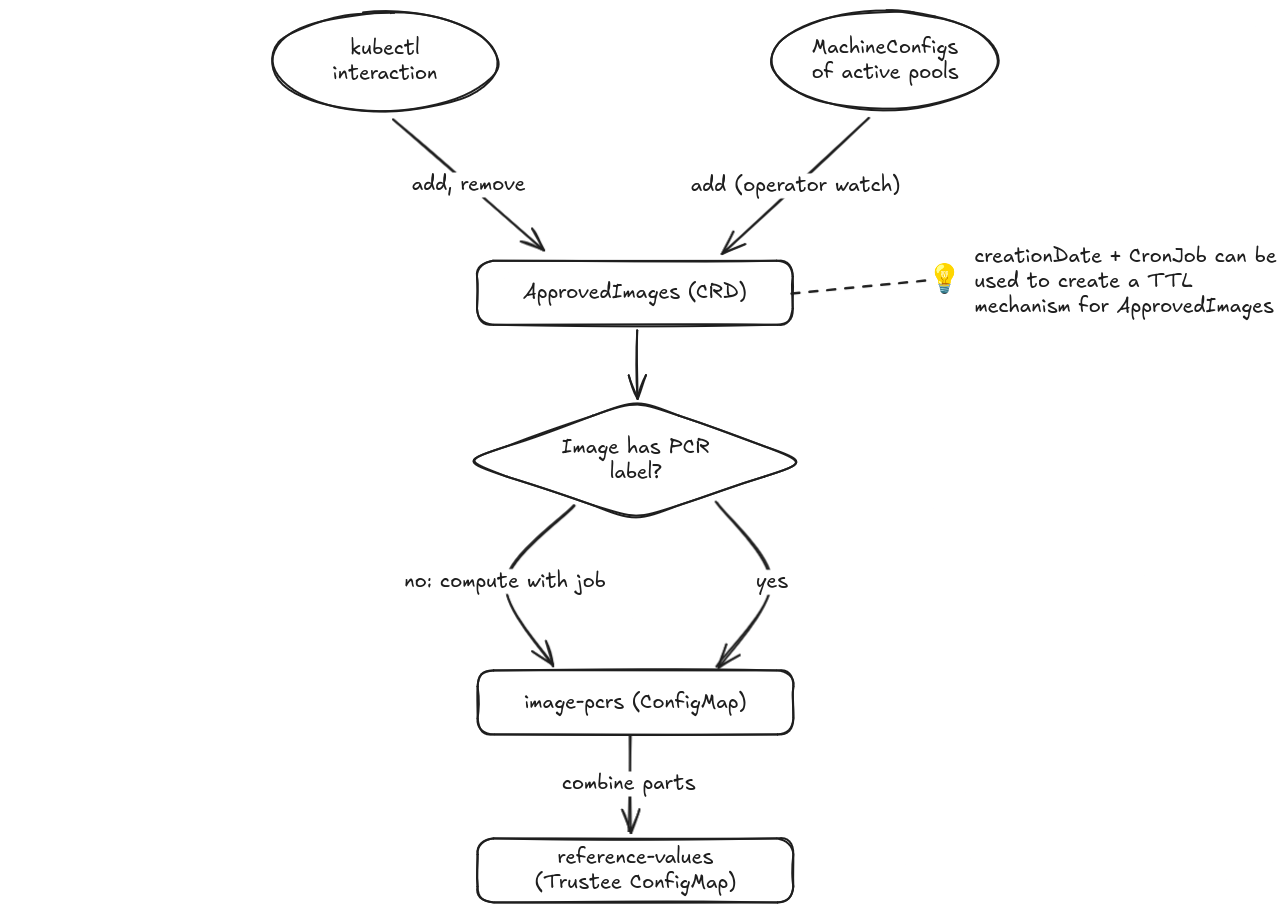 kubectl
interaction
MachineConfigs
of active pools
add, remove
add (operator watch)
creationDate + CronJob can be
used to create a TTL
mechanism for ApprovedImages
ApprovedImages (CRD)
Image has PCR
label?
no: compute with job
yes
image-pcrs (ConfigMap)
combine parts
reference-values
(Trustee ConfigMap)